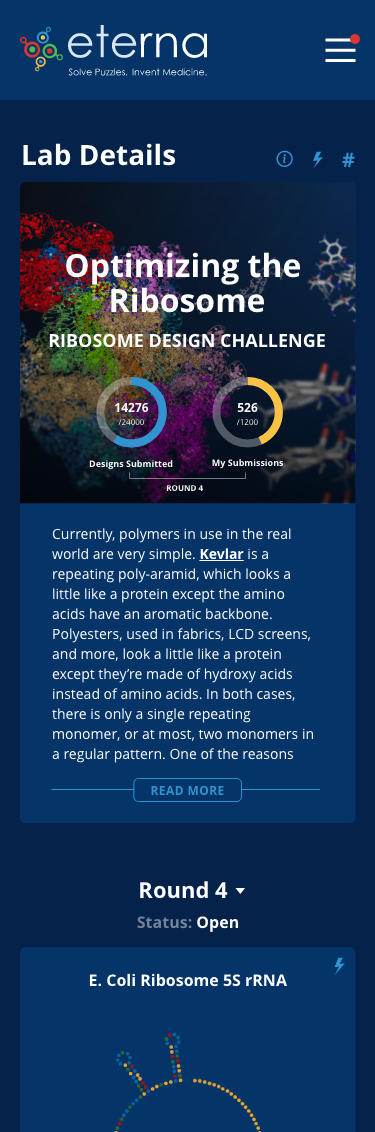 eterna
Solve Puzzles. Invent Medicine.
Lab Details
i
#
Optimizing the
Ribosome
RIBOSOME DESIGN CHALLENGE
14276
/24000
526
/1200
Designs Submitted
My Submissions
ROUND 4
Currently, polymers in use in the real
world are very simple. Kevlar is a
repeating poly-aramid, which looks a
little like a protein except the amino
acids have an aromatic backbone.
Polyesters, used in fabrics, LCD screens,
and more, look a little like a protein
except they’re made of hydroxy acids
instead of amino acids. In both cases,
there is only a single repeating
monomer, or at most, two monomers in
a regular pattern. One of the reasons
READ MORE
Round 4
Status: Open
E. Coli Ribosome 5S rRNA